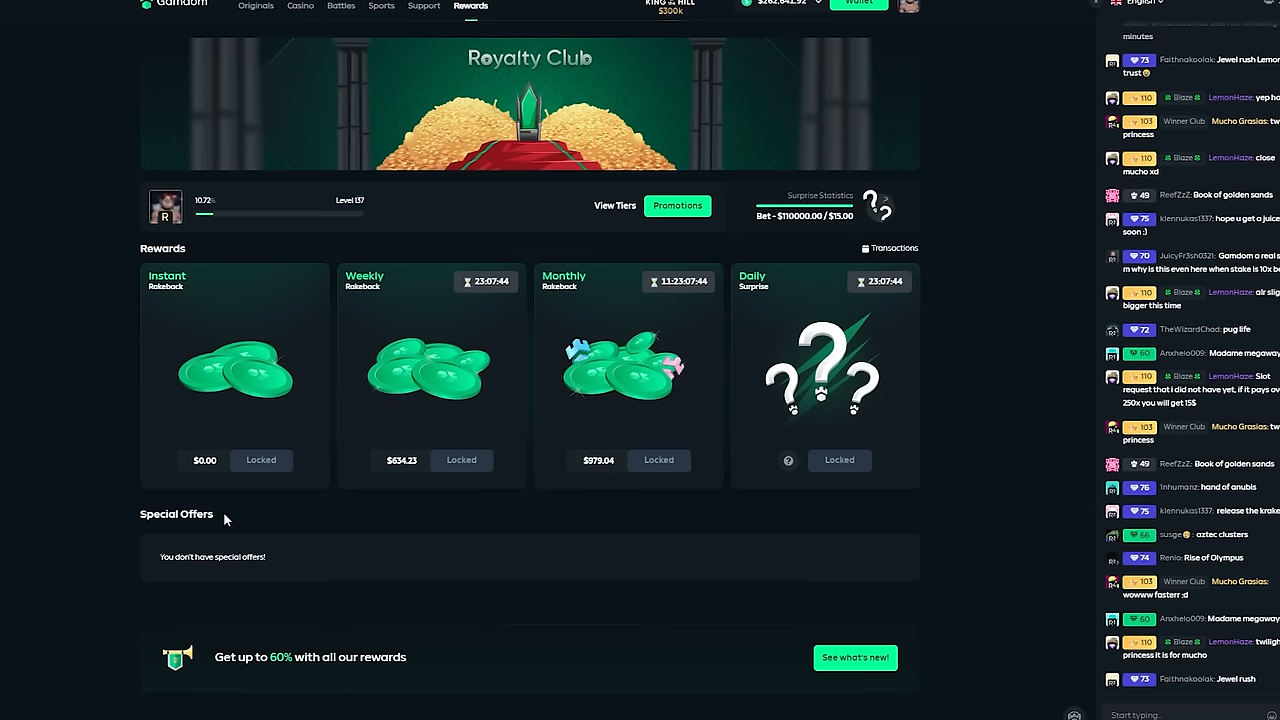 Gamdom
Originals Casino Battles Sports Support Rewards
KING HILL
$300k
$262,641.92
Wallet
English
Royalty Club
10.72%
Level 137
R
View Tiers
Promotions
Surprise Statistics
Bet - $110000.00 / $15.00
Rewards
Transactions
Instant
Rakeback
$0.00
Locked
Weekly
Rakeback
23:07:44
$634.23
Locked
Monthly
Rakeback
11:23:07:44
$979.04
Locked
Daily
Surprise
23:07:44
Locked
Special Offers
You don't have special offers!
Get up to 60% with all our rewards
See what's new!
minutes
73 Faithnakoolak: Jewel rush Lemon
trust
110 Blaze LemonHaze: yep ha
103 Winner Club Mucho Grasias: tw
princess
110 Blaze LemonHaze: close
mucho xd
49 ReefZzZ: Book of golden sands
75 klennukas1337: hope u get a juice
soon :)
70 JuicyFr3sh0321: Gamdom a real s
m why is this even here when stake is 10x be
110 Blaze LemonHaze: alr slig
bigger this time
72 TheWizardChad: pug life
60 Anxhelo009: Madame megaway
110 Blaze LemonHaze: Slot
request that i did not have yet, if it pays ov
250x you will get 15$
103 Winner Club Mucho Grasias: tw
princess
49 ReefZzZ: Book of golden sands
76 1nhumanz: hand of anubis
75 klennukas1337: release the krake
66 susge : aztec clusters
74 Renlo: Rise of Olympus
103 Winner Club Mucho Grasias:
wowww fasterr :d
60 Anxhelo009: Madame megaway
110 Blaze LemonHaze: twiligh
princess it is for mucho
73 Faithnakoolak: Jewel rush
Start typing..